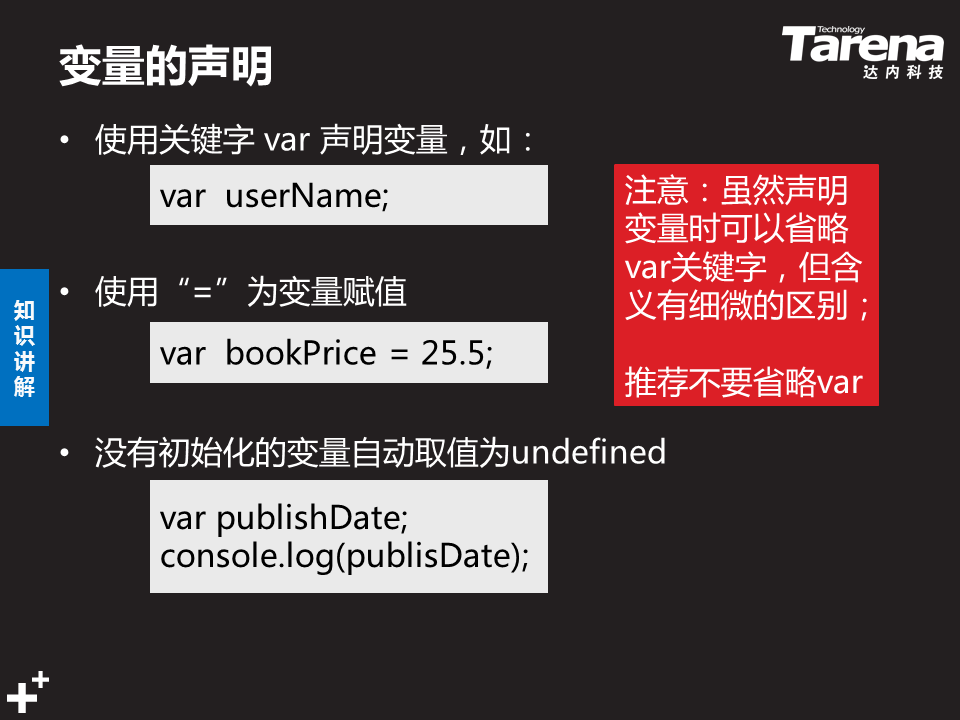 变量的声明
Technology
Tarena
达内科技
• 使用关键字 var 声明变量，如：
var userName;
注意：虽然声明
变量时可以省略
var关键字，但含
义有细微的区别；
推荐不要省略var
• 使用“=”为变量赋值
var bookPrice = 25.5;
知
识
讲
解
• 没有初始化的变量自动取值为undefined
var publishDate;
console.log(publisDate);